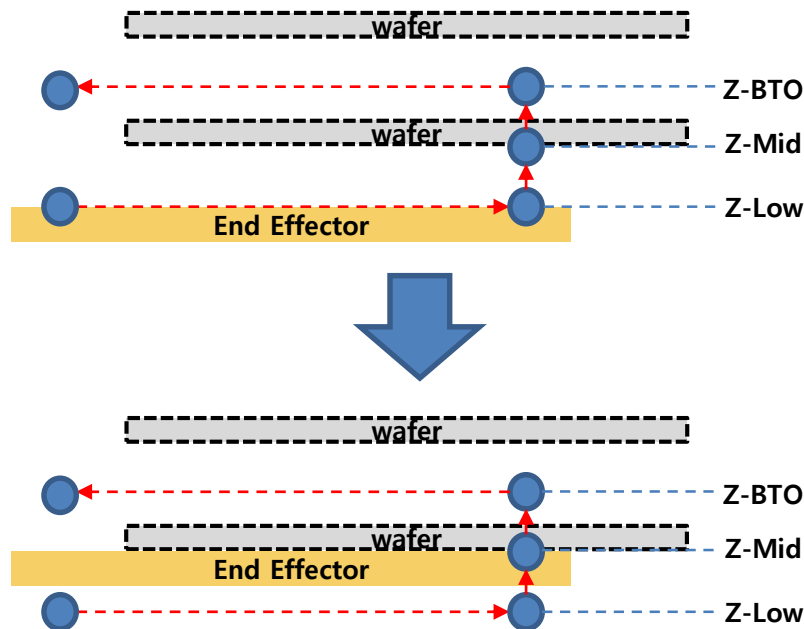 wafer
Z-BTO
wafer
Z-Mid
Z-Low
End Effector
wafer
Z-BTO
wafer
Z-Mid
End Effector
Z-Low